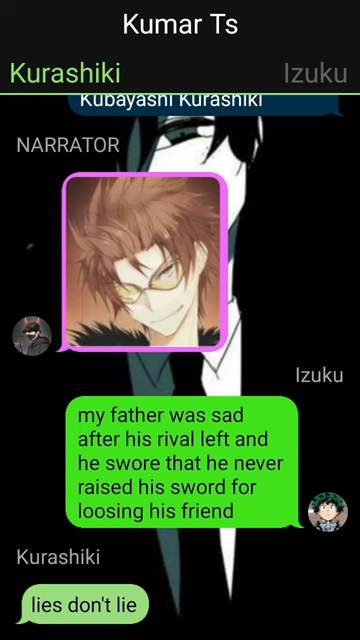 Kumar Ts
Kurashiki Izuku
Kubayashi Kurashiki
NARRATOR
Izuku
my father was sad
after his rival left and
he swore that he never
raised his sword for
loosing his friend
Kurashiki
lies don't lie